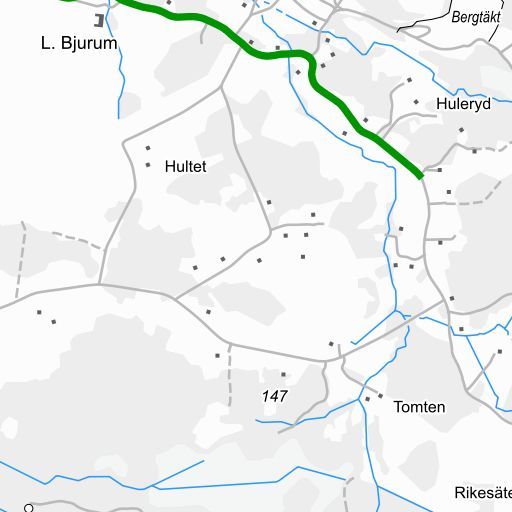 Bergtäkt
L. Bjurum
Huleryd
Hultet
147
Tomten
Rikesäte